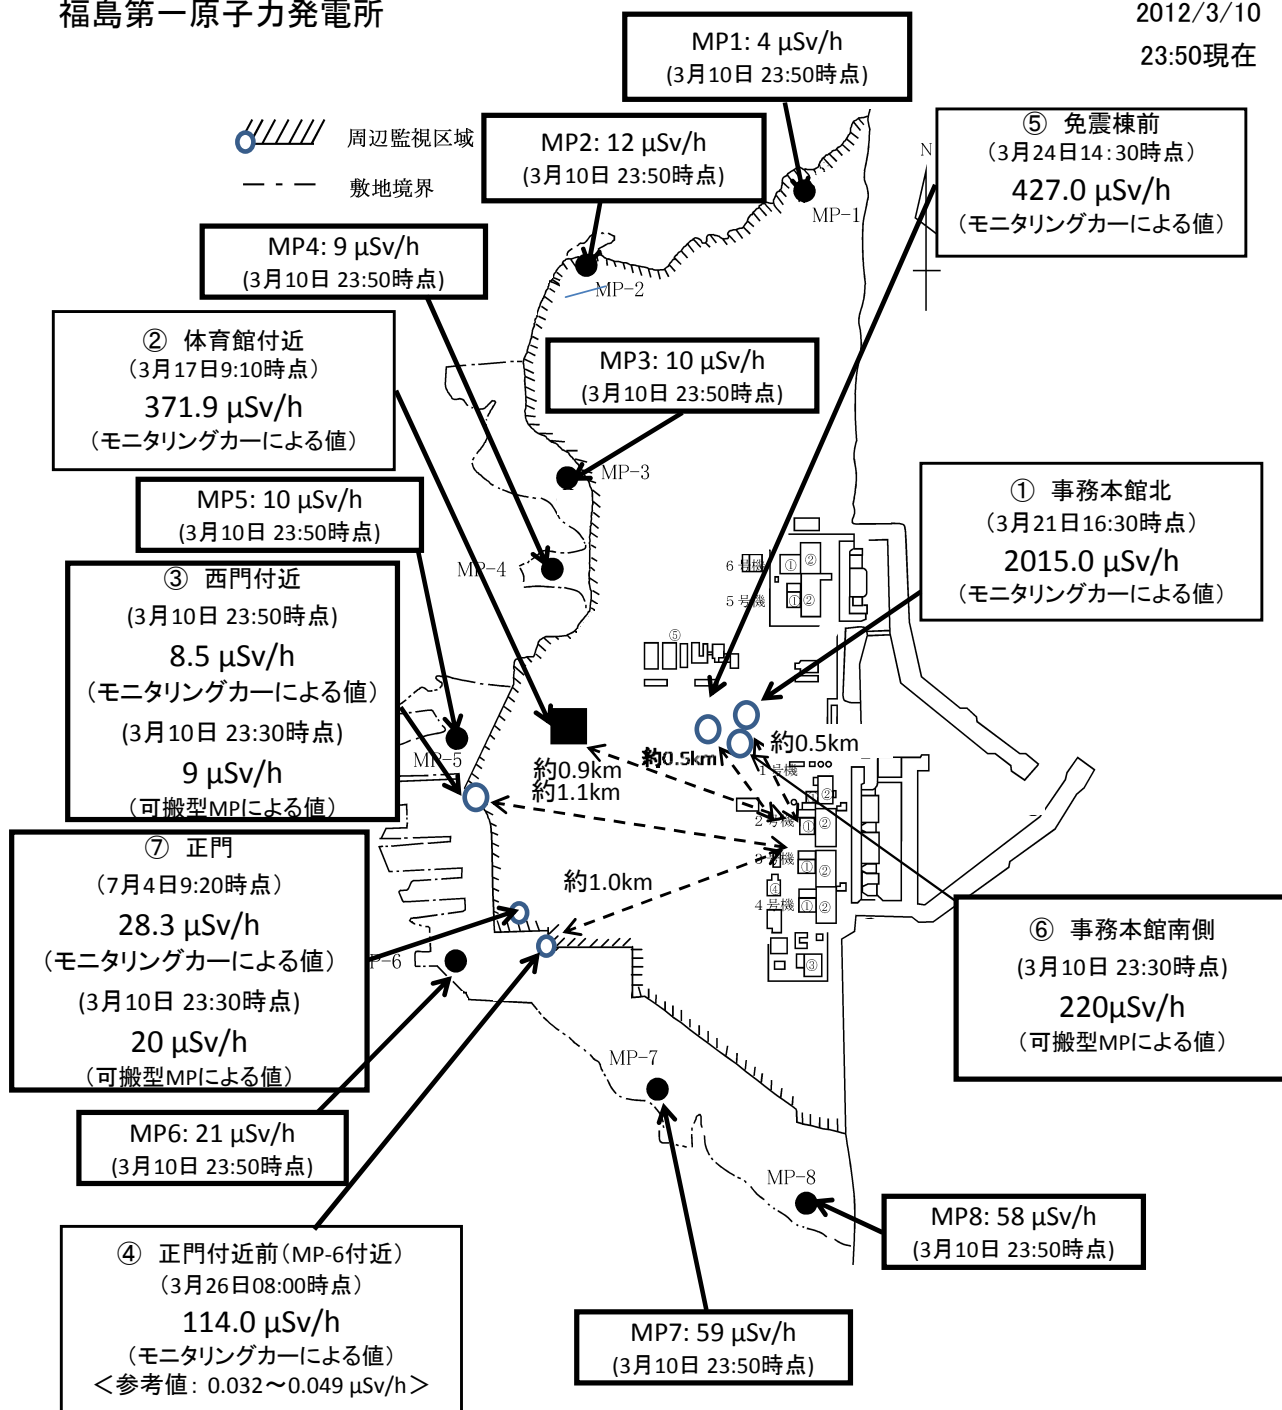 福島第一原子力発電所
2012/3/10
23:50現在
MP1: 4 μSv/h
(3月10日 23:50時点)
周辺監視区域
敷地境界
MP2: 12 μSv/h
(3月10日 23:50時点)
⑤ 免震棟前
(3月24日14:30時点)
427.0 μSv/h
(モニタリングカーによる値)
N
MP-1
MP4: 9 μSv/h
(3月10日 23:50時点)
MP-2
② 体育館付近
(3月17日9:10時点)
371.9 μSv/h
(モニタリングカーによる値)
MP3: 10 μSv/h
(3月10日 23:50時点)
MP-3
MP5: 10 μSv/h
(3月10日 23:50時点)
① 事務本館北
(3月21日16:30時点)
2015.0 μSv/h
(モニタリングカーによる値)
MP-4
6号機
① ②
5号機
① ②
③ 西門付近
(3月10日 23:50時点)
8.5 μSv/h
(モニタリングカーによる値)
(3月10日 23:30時点)
9 μSv/h
(可搬型MPによる値)
⑤
MP-5
約0.9km
約1.1km
約0.5km
約0.5km
1号機
②
2号機
① ②
3号機
① ②
④
4号機
① ②
③
約1.0km
⑦ 正門
(7月4日9:20時点)
28.3 μSv/h
(モニタリングカーによる値)
(3月10日 23:30時点)
20 μSv/h
(可搬型MPによる値)
P-6
⑥ 事務本館南側
(3月10日 23:30時点)
220μSv/h
(可搬型MPによる値)
MP-7
MP6: 21 μSv/h
(3月10日 23:50時点)
MP-8
MP8: 58 μSv/h
(3月10日 23:50時点)
④ 正門付近前(MP-6付近)
(3月26日08:00時点)
114.0 μSv/h
(モニタリングカーによる値)
<参考値: 0.032~0.049 μSv/h>
MP7: 59 μSv/h
(3月10日 23:50時点)